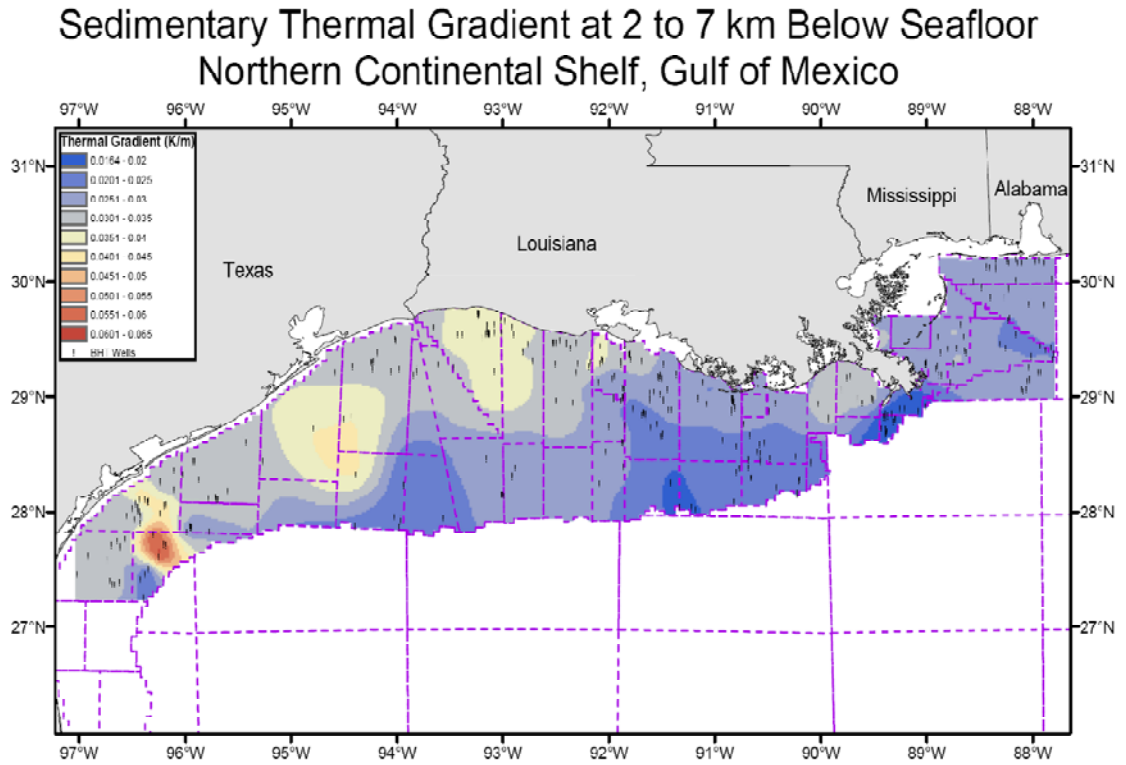 Sedimentary Thermal Gradient at 2 to 7 km Below Seafloor
Northern Continental Shelf, Gulf of Mexico
97°W 96°W 95°W 94°W 93°W 92°W 91°W 90°W 89°W 88°W
Thermal Gradient (K/m)
0.0164 - 0.02
0.0201 - 0.025
0.0251 - 0.03
0.0301 - 0.035
0.0351 - 0.04
0.0401 - 0.045
0.0451 - 0.05
0.0501 - 0.055
0.0551 - 0.06
0.0601 - 0.065
BHT Wells
31°N 31°N
Mississippi Alabama
Louisiana
Texas
30°N 30°N
29°N 29°N
28°N 28°N
27°N 27°N
97°W 96°W 95°W 94°W 93°W 92°W 91°W 90°W 89°W 88°W